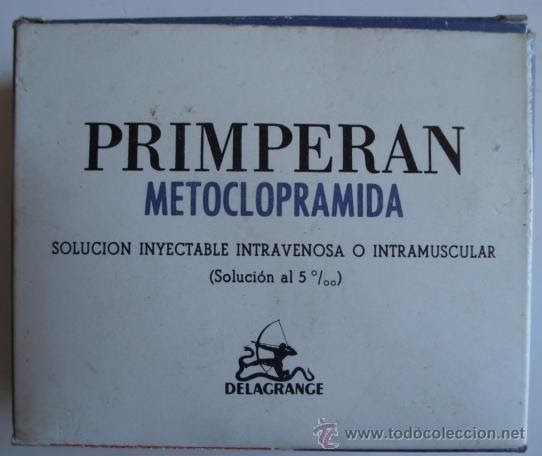 PRIMPERAN
METOCLOPRAMIDA
SOLUCION INYECTABLE INTRAVENOSA O INTRAMUSCULAR
(Solución al 5 º/oo)
DELAGRANGE
www.todocoleccion.net